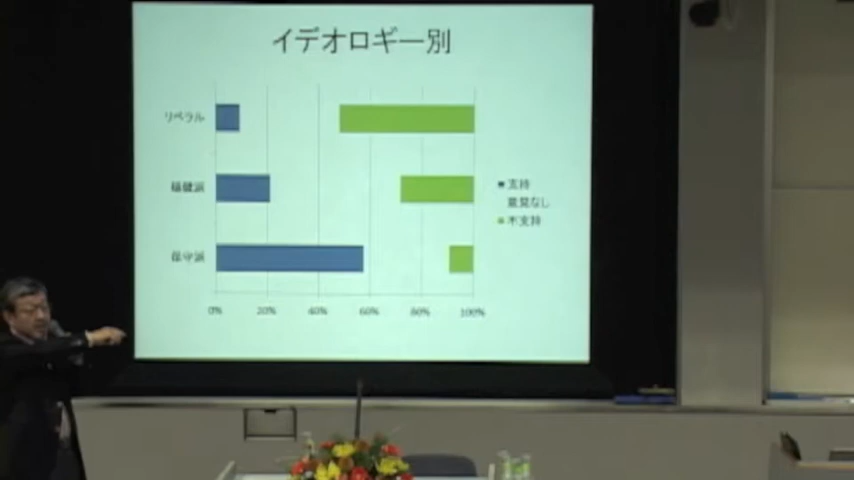 イデオロギー別
リベラル
穏健派
保守派
支持
意見なし
不支持
0% 20% 40% 60% 80% 100%